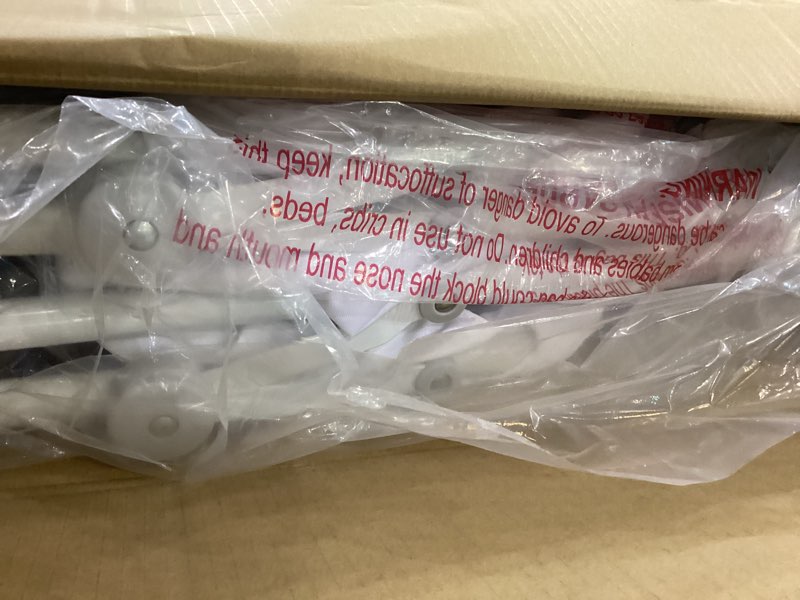 WARNING:
be dangerous. To avoid danger of suffocation, keep this
babies and children. Do not use in cribs, beds.
could block the nose and mouth and